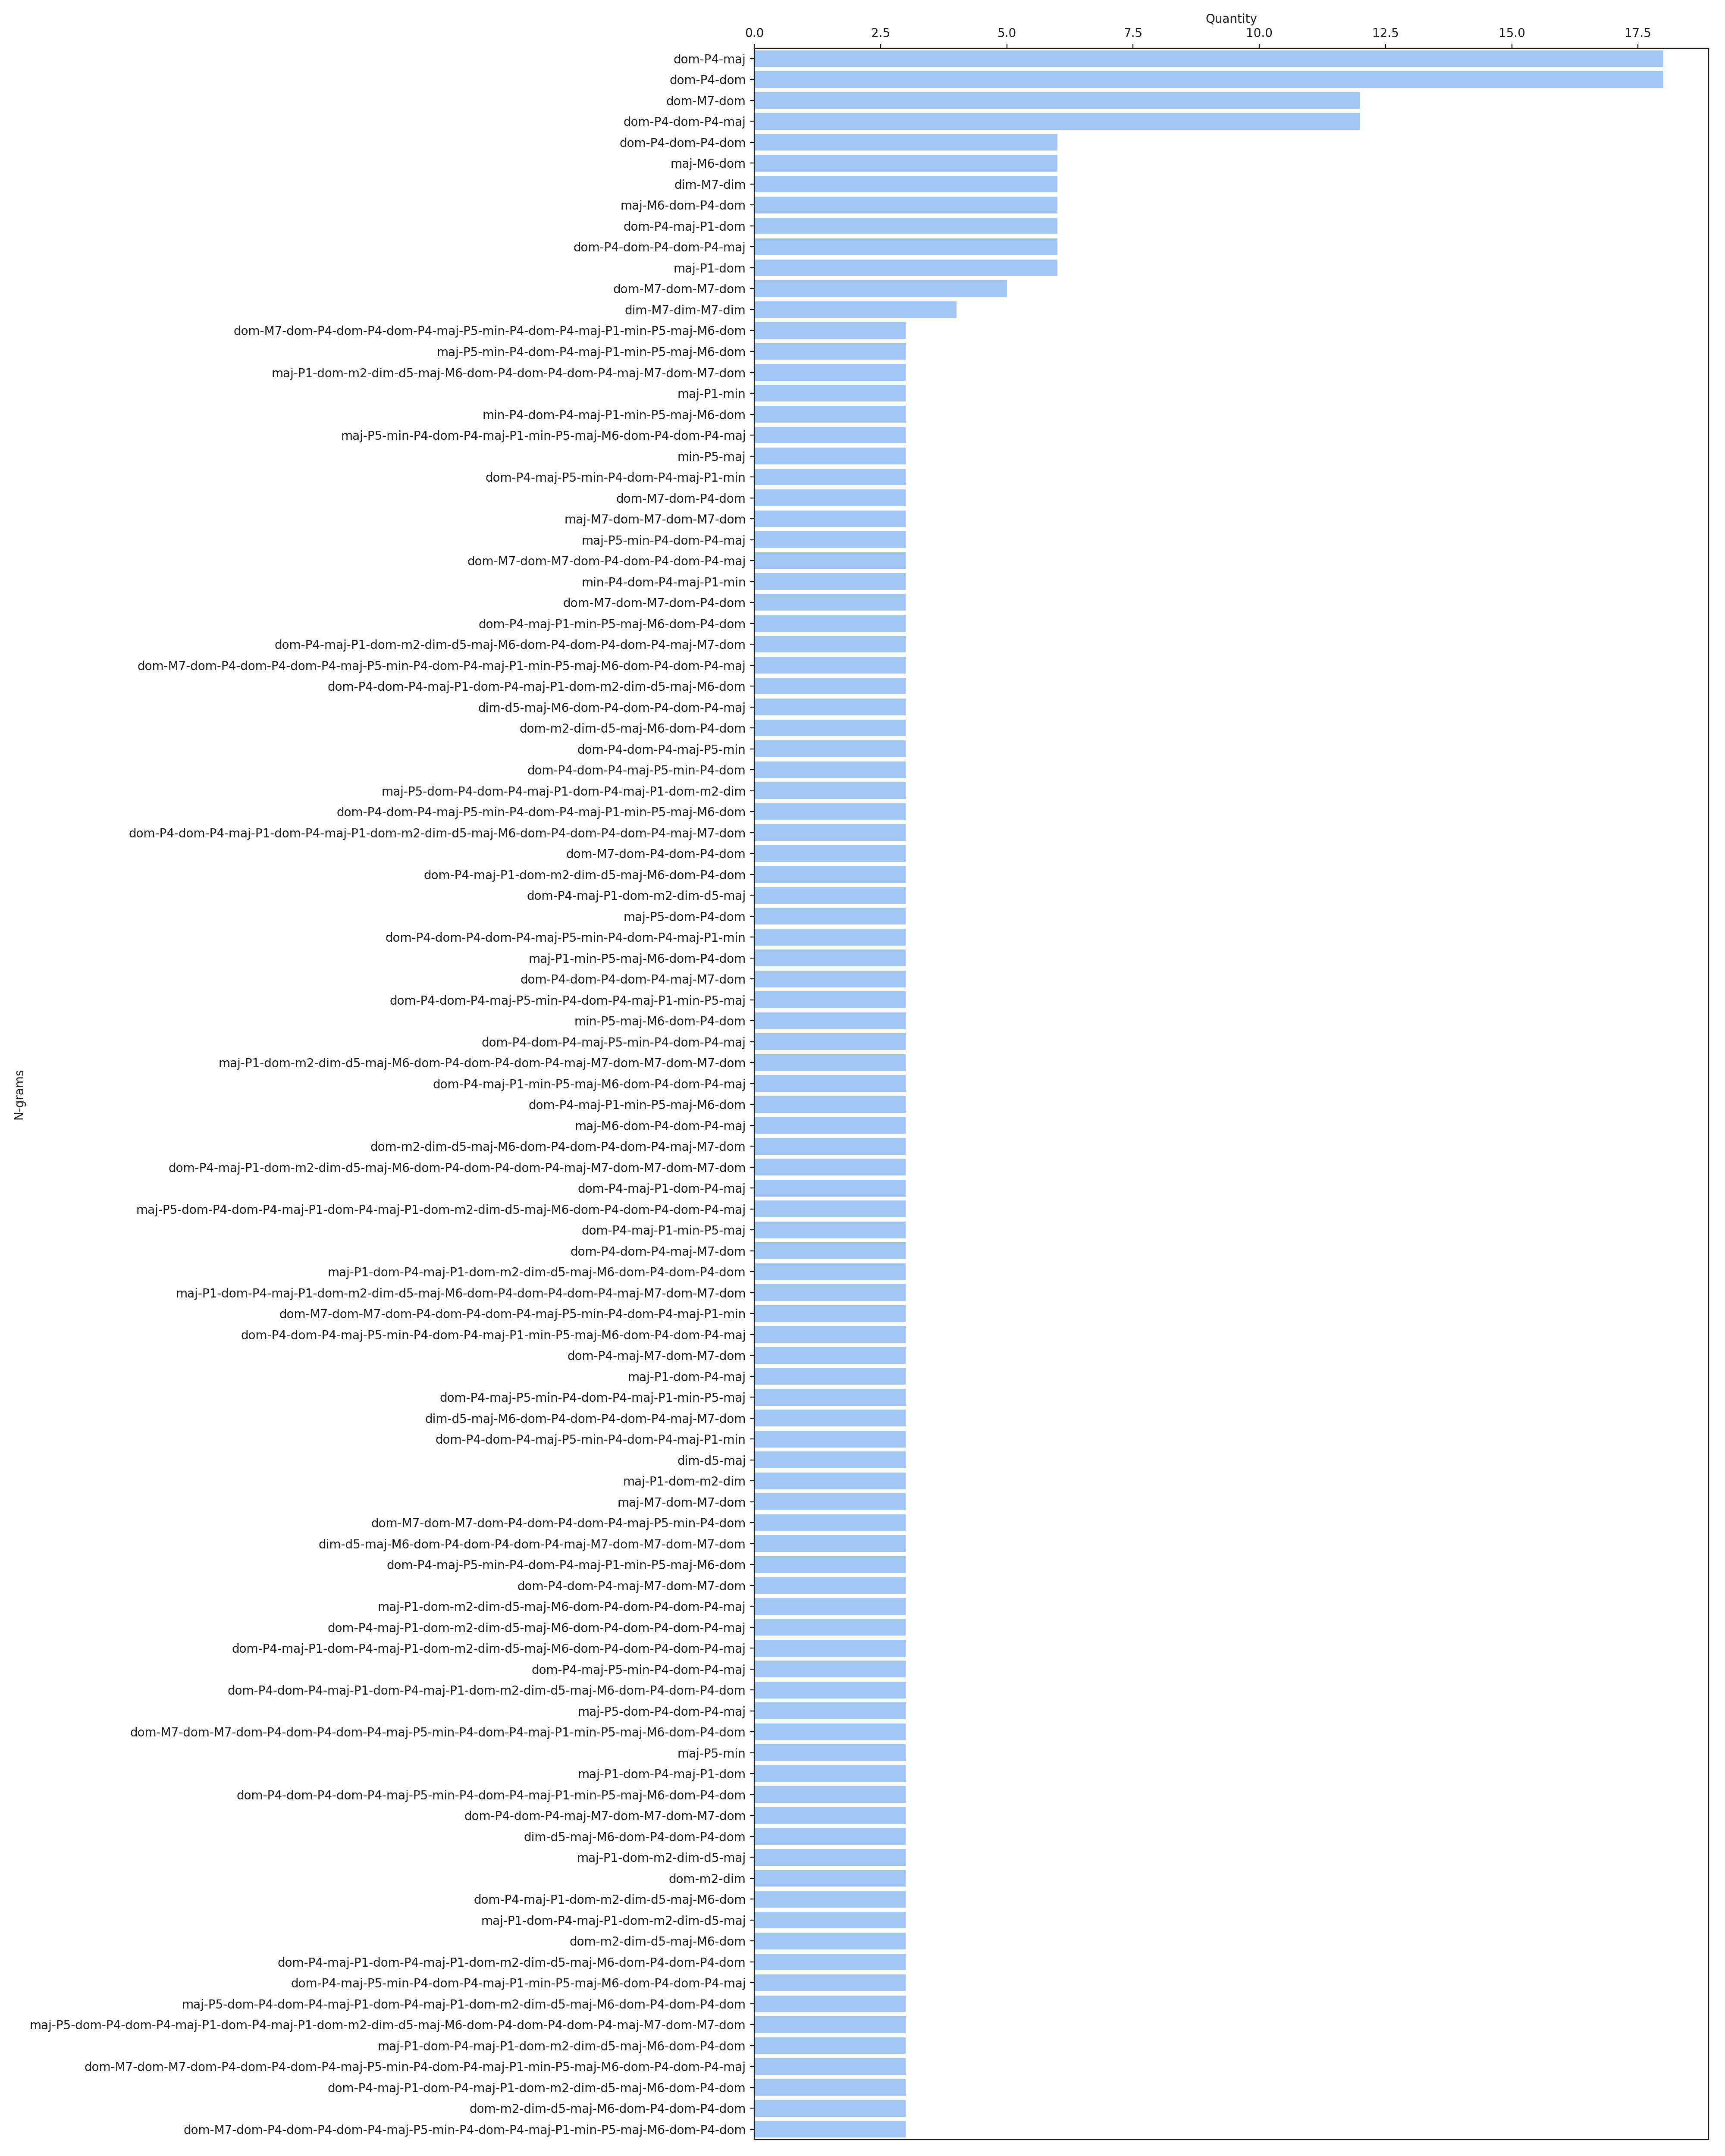 Quantity
0.0 2.5 5.0 7.5 10.0 12.5 15.0 17.5
dom-P4-maj
dom-P4-dom
dom-M7-dom
dom-P4-dom-P4-maj
dom-P4-dom-P4-dom
maj-M6-dom
dim-M7-dim
maj-M6-dom-P4-dom
dom-P4-maj-P1-dom
dom-P4-dom-P4-dom-P4-maj
maj-P1-dom
dom-M7-dom-M7-dom
dim-M7-dim-M7-dim
dom-M7-dom-P4-dom-P4-dom-P4-maj-P5-min-P4-dom-P4-maj-P1-min-P5-maj-M6-dom
maj-P5-min-P4-dom-P4-maj-P1-min-P5-maj-M6-dom
maj-P1-dom-m2-dim-d5-maj-M6-dom-P4-dom-P4-dom-P4-maj-M7-dom-M7-dom
maj-P1-min
min-P4-dom-P4-maj-P1-min-P5-maj-M6-dom
maj-P5-min-P4-dom-P4-maj-P1-min-P5-maj-M6-dom-P4-dom-P4-maj
min-P5-maj
dom-P4-maj-P5-min-P4-dom-P4-maj-P1-min
dom-M7-dom-P4-dom
maj-M7-dom-M7-dom-M7-dom
maj-P5-min-P4-dom-P4-maj
dom-M7-dom-M7-dom-P4-dom-P4-dom-P4-maj
min-P4-dom-P4-maj-P1-min
dom-M7-dom-M7-dom-P4-dom
dom-P4-maj-P1-min-P5-maj-M6-dom-P4-dom
dom-P4-maj-P1-dom-m2-dim-d5-maj-M6-dom-P4-dom-P4-dom-P4-maj-M7-dom
dom-M7-dom-P4-dom-P4-dom-P4-maj-P5-min-P4-dom-P4-maj-P1-min-P5-maj-M6-dom-P4-dom-P4-maj
dom-P4-dom-P4-maj-P1-dom-P4-maj-P1-dom-m2-dim-d5-maj-M6-dom
dim-d5-maj-M6-dom-P4-dom-P4-dom-P4-maj
dom-m2-dim-d5-maj-M6-dom-P4-dom
dom-P4-dom-P4-maj-P5-min
dom-P4-dom-P4-maj-P5-min-P4-dom
maj-P5-dom-P4-dom-P4-maj-P1-dom-P4-maj-P1-dom-m2-dim
dom-P4-dom-P4-maj-P5-min-P4-dom-P4-maj-P1-min-P5-maj-M6-dom
dom-P4-dom-P4-maj-P1-dom-P4-maj-P1-dom-m2-dim-d5-maj-M6-dom-P4-dom-P4-dom-P4-maj-M7-dom
dom-M7-dom-P4-dom-P4-dom
dom-P4-maj-P1-dom-m2-dim-d5-maj-M6-dom-P4-dom
dom-P4-maj-P1-dom-m2-dim-d5-maj
maj-P5-dom-P4-dom
dom-P4-dom-P4-dom-P4-maj-P5-min-P4-dom-P4-maj-P1-min
maj-P1-min-P5-maj-M6-dom-P4-dom
dom-P4-dom-P4-dom-P4-maj-M7-dom
dom-P4-dom-P4-maj-P5-min-P4-dom-P4-maj-P1-min-P5-maj
min-P5-maj-M6-dom-P4-dom
dom-P4-dom-P4-maj-P5-min-P4-dom-P4-maj
maj-P1-dom-m2-dim-d5-maj-M6-dom-P4-dom-P4-dom-P4-maj-M7-dom-M7-dom-M7-dom
dom-P4-maj-P1-min-P5-maj-M6-dom-P4-dom-P4-maj
N-grams
dom-P4-maj-P1-min-P5-maj-M6-dom
maj-M6-dom-P4-dom-P4-maj
dom-m2-dim-d5-maj-M6-dom-P4-dom-P4-dom-P4-maj-M7-dom
dom-P4-maj-P1-dom-m2-dim-d5-maj-M6-dom-P4-dom-P4-dom-P4-maj-M7-dom-M7-dom-M7-dom
dom-P4-maj-P1-dom-P4-maj
maj-P5-dom-P4-dom-P4-maj-P1-dom-P4-maj-P1-dom-m2-dim-d5-maj-M6-dom-P4-dom-P4-dom-P4-maj
dom-P4-maj-P1-min-P5-maj
dom-P4-dom-P4-maj-M7-dom
maj-P1-dom-P4-maj-P1-dom-m2-dim-d5-maj-M6-dom-P4-dom-P4-dom
maj-P1-dom-P4-maj-P1-dom-m2-dim-d5-maj-M6-dom-P4-dom-P4-dom-P4-maj-M7-dom-M7-dom
dom-M7-dom-M7-dom-P4-dom-P4-dom-P4-maj-P5-min-P4-dom-P4-maj-P1-min
dom-P4-dom-P4-maj-P5-min-P4-dom-P4-maj-P1-min-P5-maj-M6-dom-P4-dom-P4-maj
dom-P4-maj-M7-dom-M7-dom
maj-P1-dom-P4-maj
dom-P4-maj-P5-min-P4-dom-P4-maj-P1-min-P5-maj
dim-d5-maj-M6-dom-P4-dom-P4-dom-P4-maj-M7-dom
dom-P4-dom-P4-maj-P5-min-P4-dom-P4-maj-P1-min
dim-d5-maj
maj-P1-dom-m2-dim
maj-M7-dom-M7-dom
dom-M7-dom-M7-dom-P4-dom-P4-dom-P4-maj-P5-min-P4-dom
dim-d5-maj-M6-dom-P4-dom-P4-dom-P4-maj-M7-dom-M7-dom-M7-dom
dom-P4-maj-P5-min-P4-dom-P4-maj-P1-min-P5-maj-M6-dom
dom-P4-dom-P4-maj-M7-dom-M7-dom
maj-P1-dom-m2-dim-d5-maj-M6-dom-P4-dom-P4-dom-P4-maj
dom-P4-maj-P1-dom-m2-dim-d5-maj-M6-dom-P4-dom-P4-dom-P4-maj
dom-P4-maj-P1-dom-P4-maj-P1-dom-m2-dim-d5-maj-M6-dom-P4-dom-P4-dom-P4-maj
dom-P4-maj-P5-min-P4-dom-P4-maj
dom-P4-dom-P4-maj-P1-dom-P4-maj-P1-dom-m2-dim-d5-maj-M6-dom-P4-dom-P4-dom
maj-P5-dom-P4-dom-P4-maj
dom-M7-dom-M7-dom-P4-dom-P4-dom-P4-maj-P5-min-P4-dom-P4-maj-P1-min-P5-maj-M6-dom-P4-dom
maj-P5-min
maj-P1-dom-P4-maj-P1-dom
dom-P4-dom-P4-dom-P4-maj-P5-min-P4-dom-P4-maj-P1-min-P5-maj-M6-dom-P4-dom
dom-P4-dom-P4-maj-M7-dom-M7-dom-M7-dom
dim-d5-maj-M6-dom-P4-dom-P4-dom
maj-P1-dom-m2-dim-d5-maj
dom-m2-dim
dom-P4-maj-P1-dom-m2-dim-d5-maj-M6-dom
maj-P1-dom-P4-maj-P1-dom-m2-dim-d5-maj
dom-m2-dim-d5-maj-M6-dom
dom-P4-maj-P1-dom-P4-maj-P1-dom-m2-dim-d5-maj-M6-dom-P4-dom-P4-dom
dom-P4-maj-P5-min-P4-dom-P4-maj-P1-min-P5-maj-M6-dom-P4-dom-P4-maj
maj-P5-dom-P4-dom-P4-maj-P1-dom-P4-maj-P1-dom-m2-dim-d5-maj-M6-dom-P4-dom-P4-dom
maj-P5-dom-P4-dom-P4-maj-P1-dom-P4-maj-P1-dom-m2-dim-d5-maj-M6-dom-P4-dom-P4-dom-P4-maj-M7-dom-M7-dom
maj-P1-dom-P4-maj-P1-dom-m2-dim-d5-maj-M6-dom-P4-dom
dom-M7-dom-M7-dom-P4-dom-P4-dom-P4-maj-P5-min-P4-dom-P4-maj-P1-min-P5-maj-M6-dom-P4-dom-P4-maj
dom-P4-maj-P1-dom-P4-maj-P1-dom-m2-dim-d5-maj-M6-dom-P4-dom
dom-m2-dim-d5-maj-M6-dom-P4-dom-P4-dom
dom-M7-dom-P4-dom-P4-dom-P4-maj-P5-min-P4-dom-P4-maj-P1-min-P5-maj-M6-dom-P4-dom